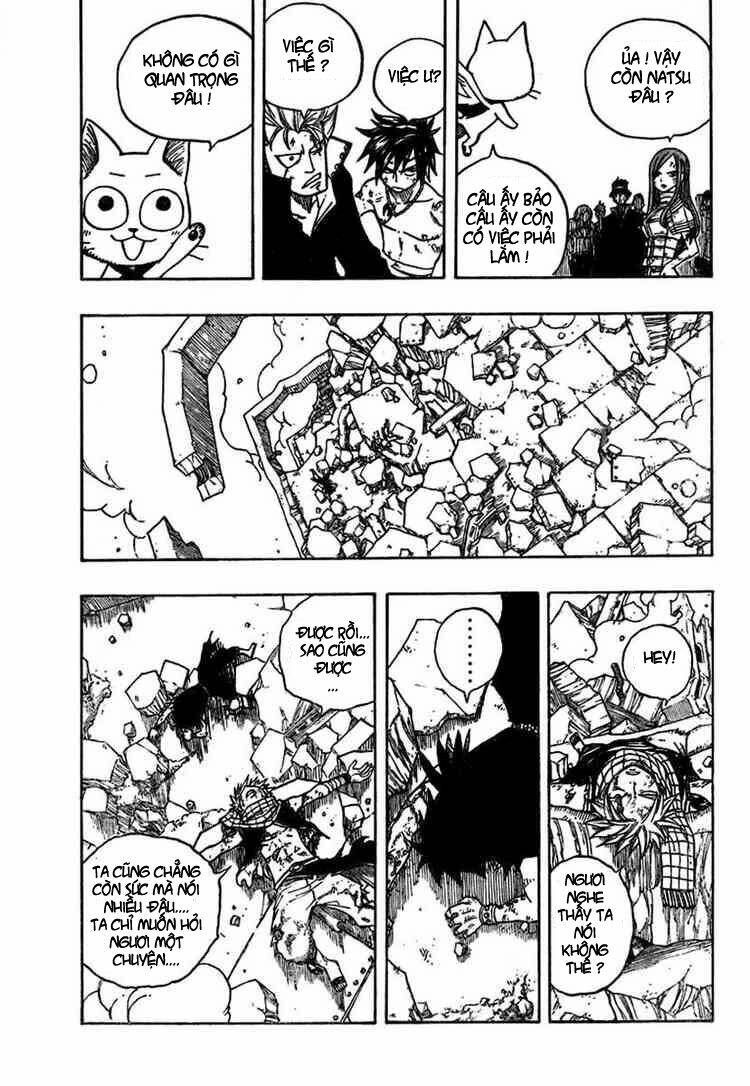 ỦA ! VẬY
CÒN NATSU
ĐÂU ?
CẬU ẤY BẢO
CẬU ẤY CÒN
CÓ VIỆC PHẢI
LÀM !
VIỆC Ư?
VIỆC GÌ
THẾ ?
KHÔNG CÓ GÌ
QUAN TRỌNG
ĐÂU !
HEY!
NGƯƠI
NGHE
THẤY TA
NÓI
KHÔNG
THẾ ?
.......
ĐƯỢC RỒI...
SAO CŨNG
ĐƯỢC
...
TA CŨNG CHẲNG
CÒN SỨC MÀ NÓI
NHIỀU ĐÂU....
TA CHỈ MUỐN HỎI
NGƯƠI MỘT
CHUYỆN....